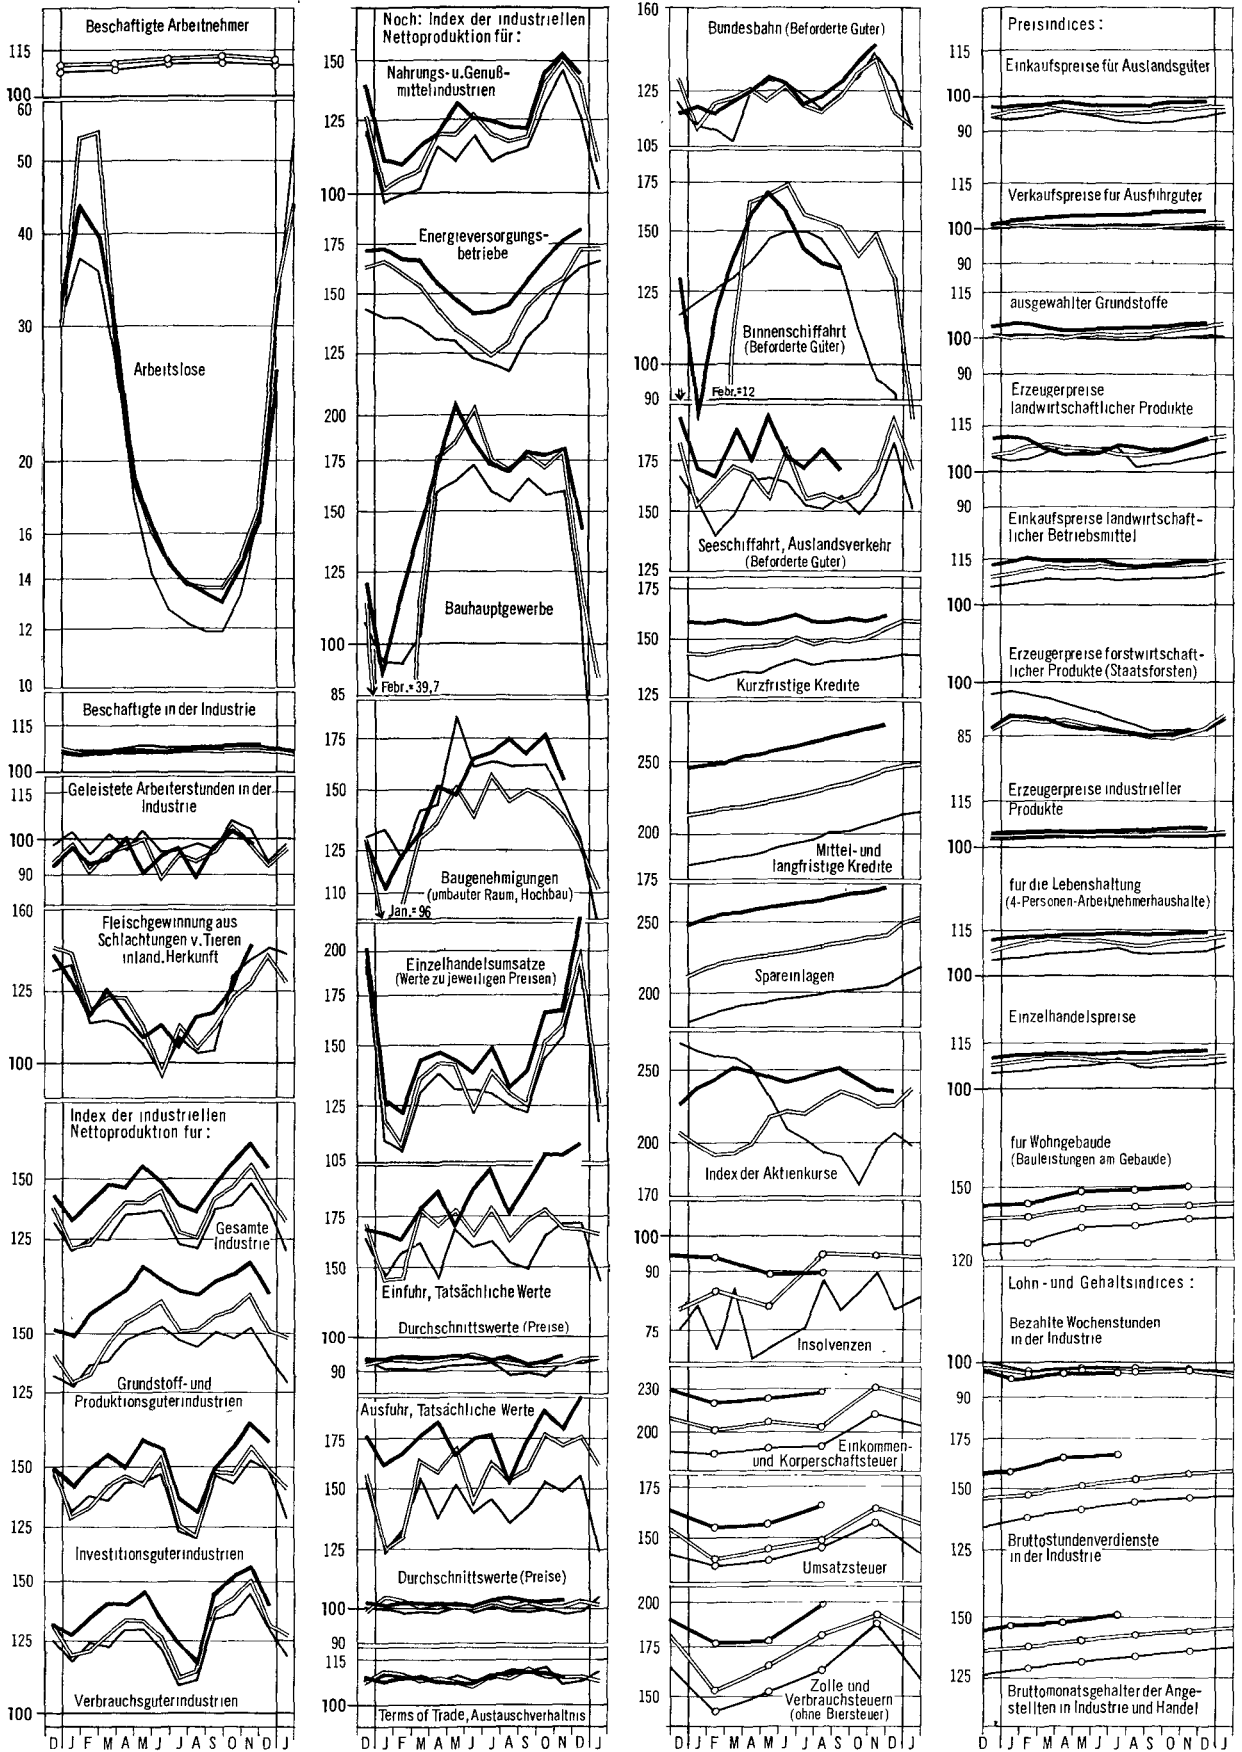 Beschaftigte Arbeitnehmer
115
100
60
50
40
30
20
16
14
12
10
Arbeitslose
Beschaftigte in der Industrie
115
100
Geleistete Arbeiterstunden in der
Industrie
115
100
90
160
125
100
Fleischgewinnung aus
Schlachtungen v. Tieren
inland. Herkunft
Index der industriellen
Nettoproduktion fur:
150
125
Gesamte
Industrie
150
125
Grundstoff- und
Produktionsguterindustrien
150
125
Investitionsguterindustrien
150
125
100
Verbrauchsguterindustrien
D J F M A M J J A S O N D J
Noch: Index der industriellen
Nettoproduktion für:
150
125
100
Nahrungs- u. Genuß-
mittelindustrien
Energieversorgungs-
betriebe
175
150
125
200
175
150
125
100
85
Bauhauptgewerbe
Febr.=39,7
175
150
125
110
Baugenehmigungen
(umbauter Raum, Hochbau)
Jan.=96
200
175
150
125
105
Einzelhandelsumsatze
(Werte zu jeweiligen Preisen)
175
150
Einfuhr, Tatsächliche Werte
Durchschnittswerte (Preise)
100
90
Ausfuhr, Tatsächliche Werte
175
150
125
Durchschnittswerte (Preise)
100
90
115
100
Terms of Trade, Austauschverhaltnis
D J F M A M J J A S O N D J
160
Bundesbahn (Beforderte Guter)
125
105
175
150
125
100
90
Binnenschiffahrt
(Beforderte Güter)
Febr.=12
175
150
125
Seeschiffahrt, Auslandsverkehr
(Beforderte Guter)
175
150
125
Kurzfristige Kredite
250
200
175
Mittel- und
langfristige Kredite
250
200
Spareinlagen
250
200
170
Index der Aktienkurse
100
90
75
Insolvenzen
230
200
Einkommen-
und Korperschaftsteuer
175
150
Umsatzsteuer
200
175
150
Zolle und
Verbrauchsteuern
(ohne Biersteuer)
D J F M A M J J A S O N D J
Preisindices:
115
Einkaufspreise für Auslandsgüter
100
90
115
Verkaufspreise fur Ausfuhrguter
100
90
115
ausgewahlter Grundstoffe
100
90
Erzeugerpreise
landwirtschaftlicher Produkte
115
100
90
Einkaufspreise landwirtschaft-
licher Betriebsmittel
115
100
Erzeugerpreise forstwirtschaft-
licher Produkte (Staatsforsten)
100
85
Erzeugerpreise industrieller
Produkte
115
100
fur die Lebenshaltung
(4-Personen-Arbeitnehmerhaushalte)
115
100
Einzelhandelspreise
115
100
fur Wohngebaude
(Bauleistungen am Gebaude)
150
120
Lohn- und Gehaltsindices:
Bezahlte Wochenstunden
in der Industrie
100
90
175
150
125
Bruttostundenverdienste
in der Industrie
150
125
Bruttomonatsgehalter der Ange-
stellten in Industrie und Handel
D J F M A M J J A S O N D J